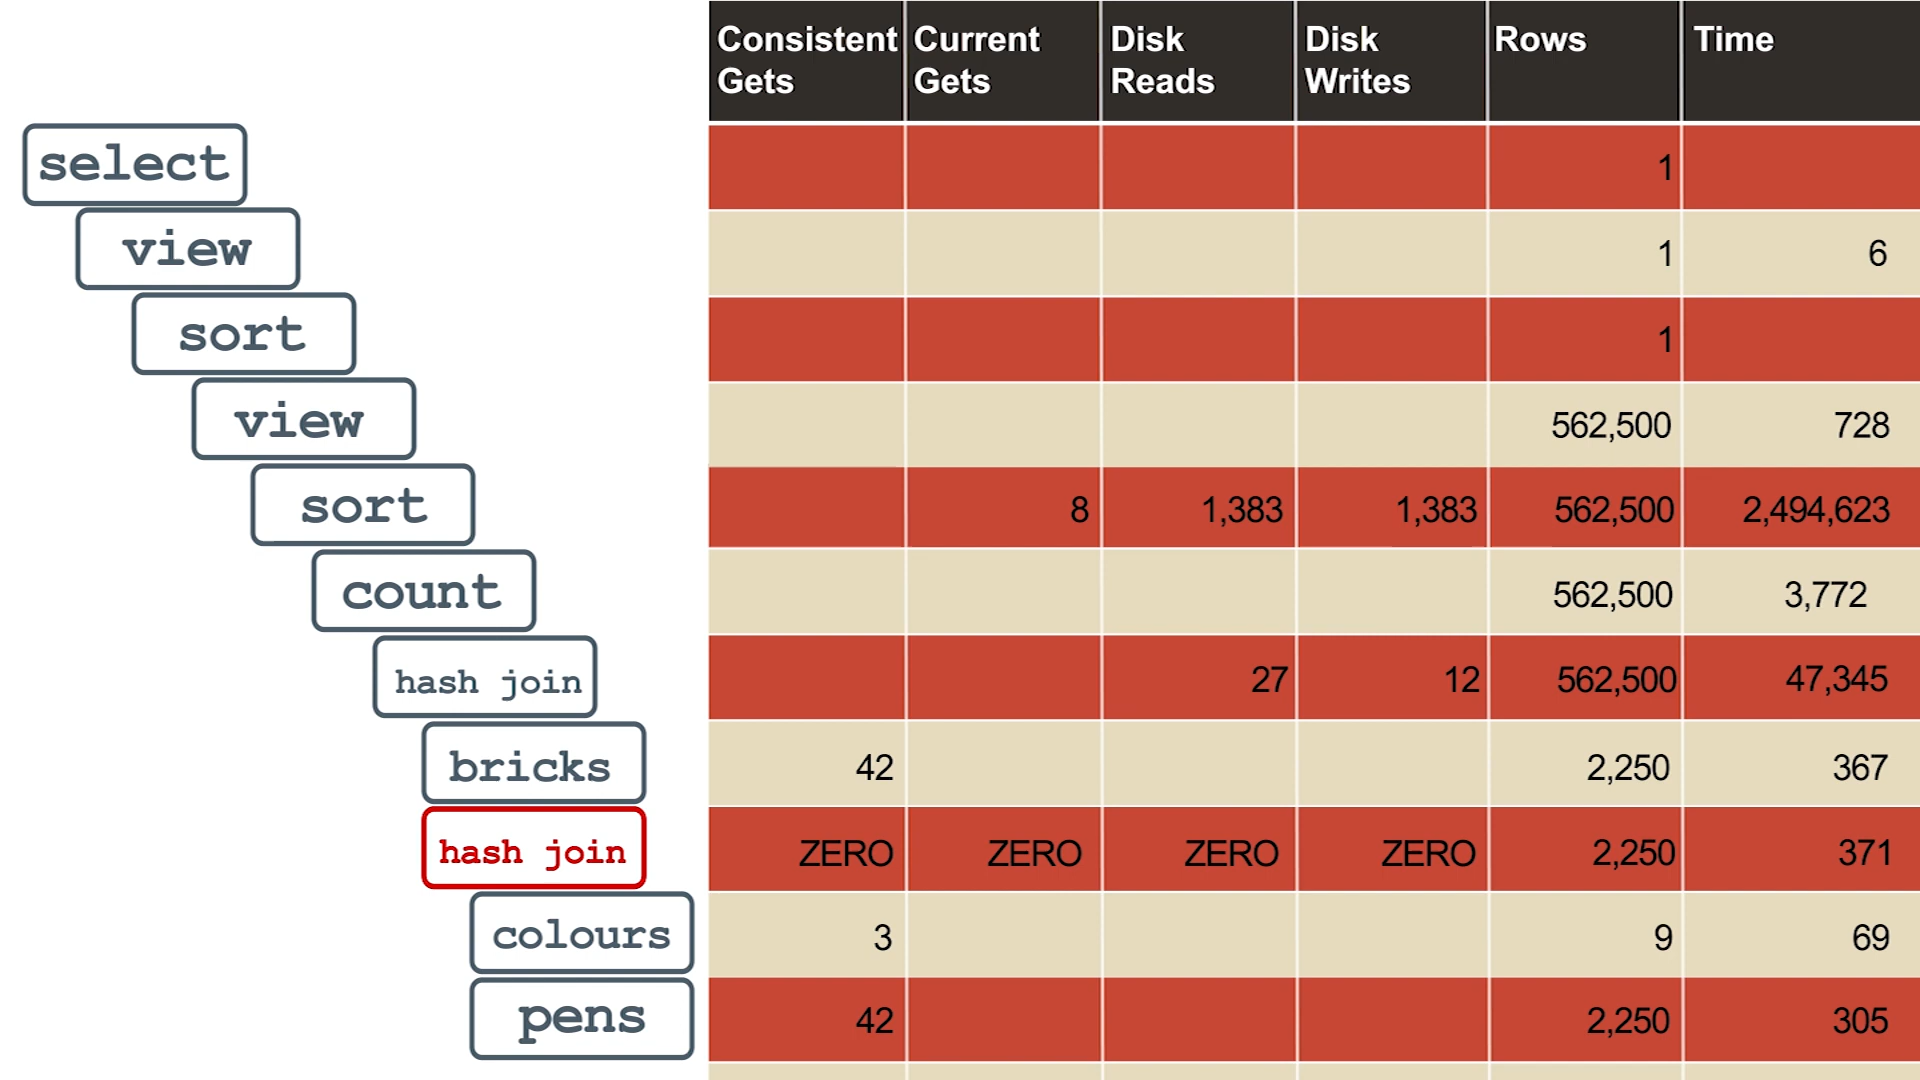 Consistent Gets Current Gets Disk Reads Disk Writes Rows Time
select 1
view 1 6
sort 1
view 562,500 728
sort 8 1,383 1,383 562,500 2,494,623
count 562,500 3,772
hash join 27 12 562,500 47,345
bricks 42 2,250 367
hash join ZERO ZERO ZERO ZERO 2,250 371
colours 3 9 69
pens 42 2,250 305